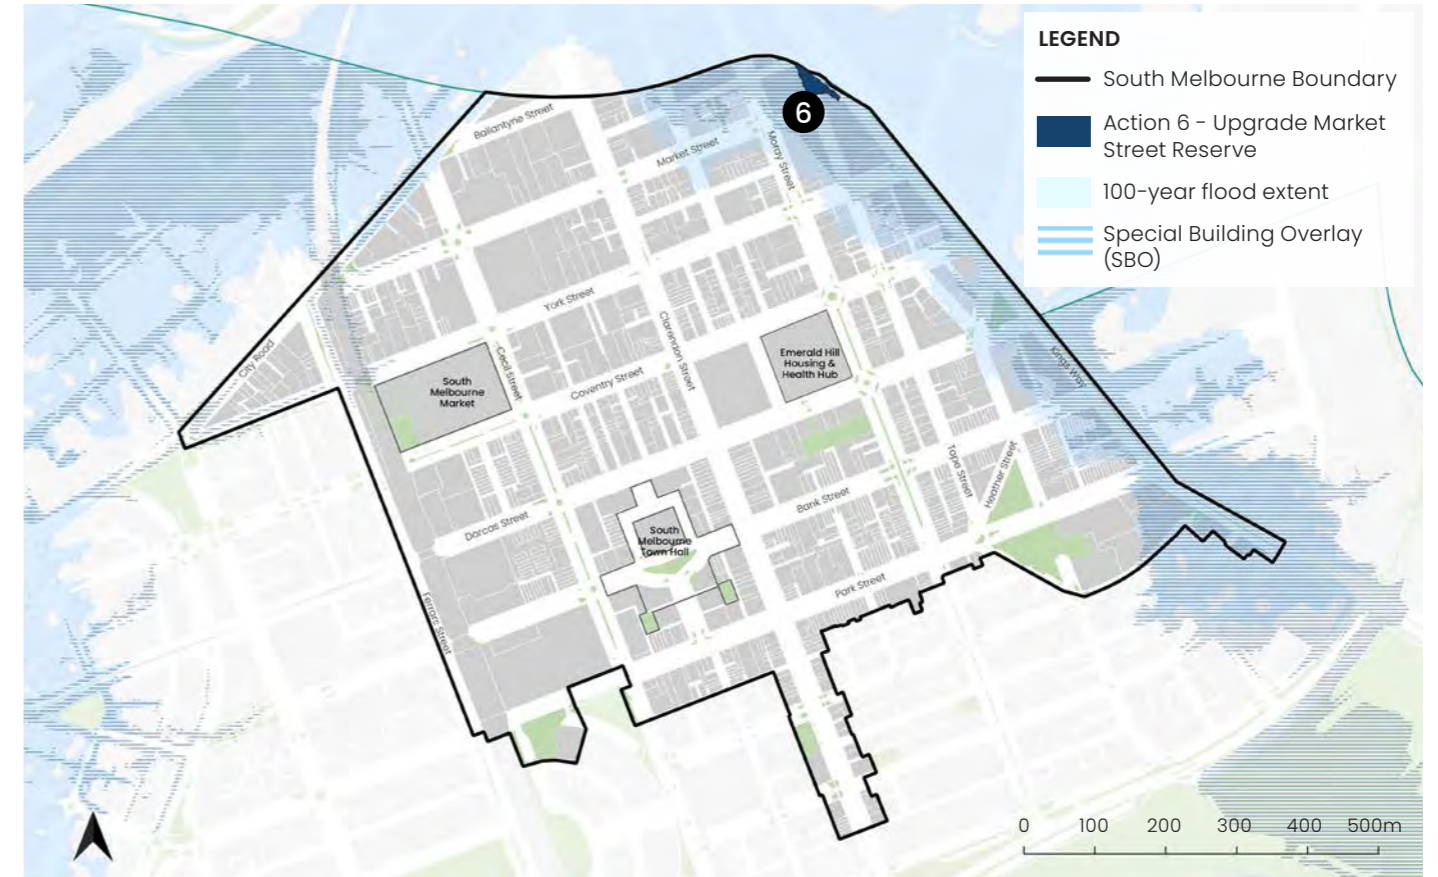 LEGEND
South Melbourne Boundary
Action 6 - Upgrade Market
Street Reserve
100-year flood extent
Special Building Overlay
(SBO)
6
Ballantyne Street
Market Street
Moray Street
York Street
Clarendon Street
City Road
Cecil Street
Coventry Street
Kings Way
South
Melbourne
Market
Emerald Hill
Housing &
Health Hub
Tope Street
Heather Street
Bank Street
Dorcas Street
South
Melbourne
Town Hall
Park Street
Ferrars Street
0 100 200 300 400 500m